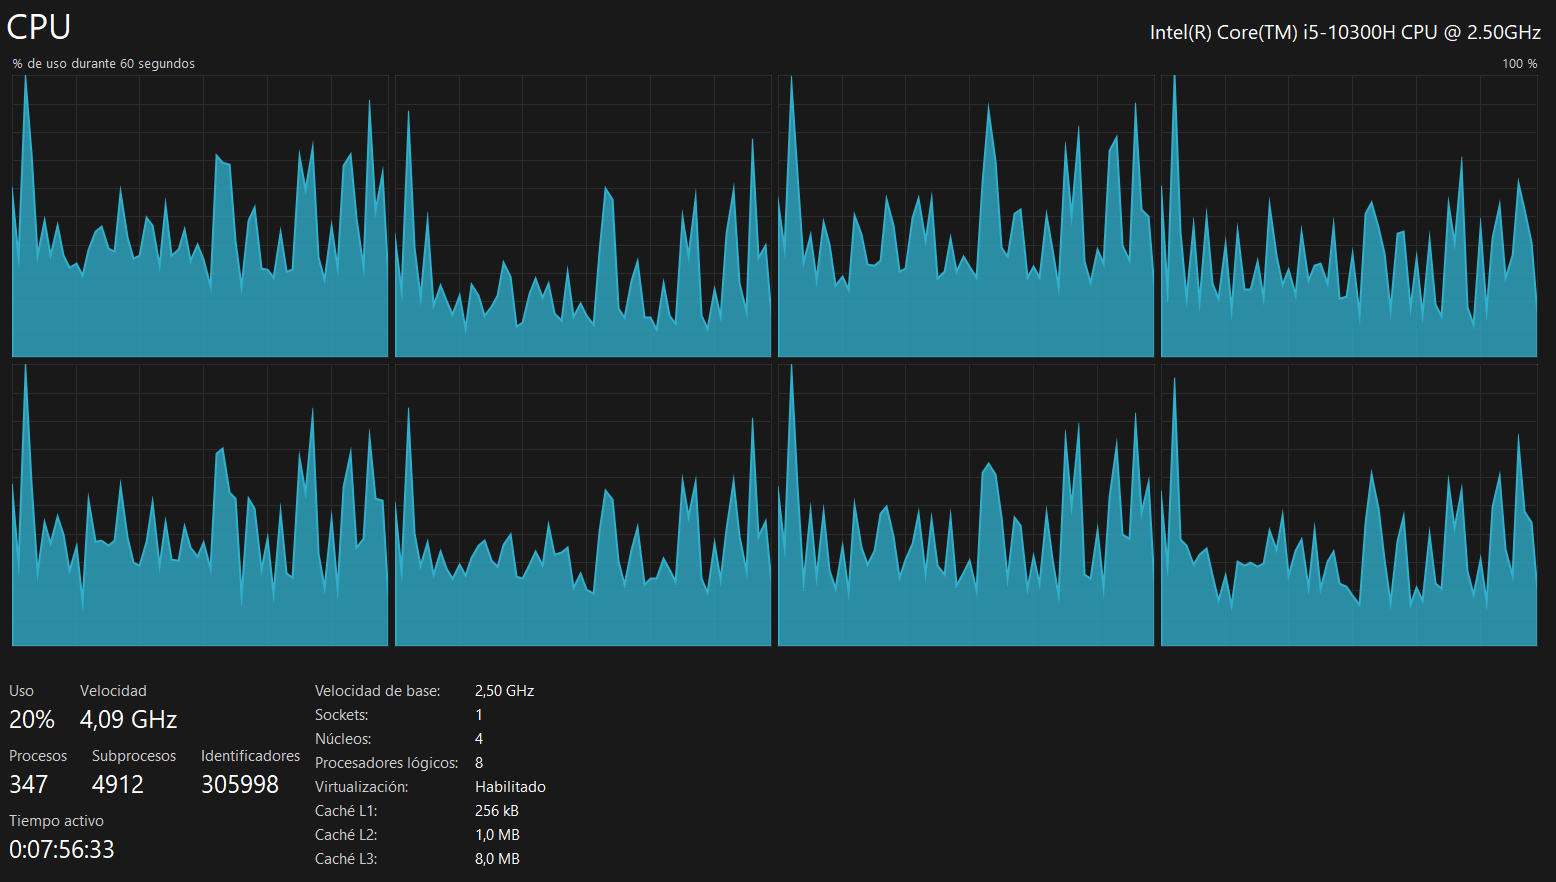 CPU
Intel(R) Core(TM) i5-10300H CPU @ 2.50GHz
% de uso durante 60 segundos
100 %
Uso
Velocidad
20%
4,09 GHz
Procesos
Subprocesos
Identificadores
347
4912
305998
Tiempo activo
0:07:56:33
Velocidad de base: 2,50 GHz
Sockets: 1
Núcleos: 4
Procesadores lógicos: 8
Virtualización: Habilitado
Caché L1: 256 kB
Caché L2: 1,0 MB
Caché L3: 8,0 MB